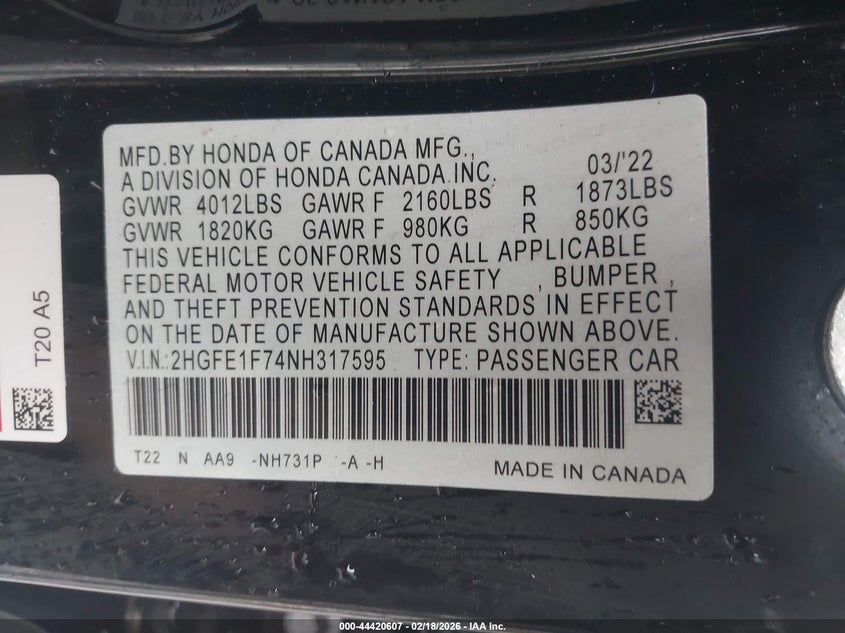 MFD.BY HONDA OF CANADA MFG.,
A DIVISION OF HONDA CANADA INC. 03/'22
GVWR 4012LBS GAWR F 2160LBS R 1873LBS
GVWR 1820KG GAWR F 980KG R 850KG
THIS VEHICLE CONFORMS TO ALL APPLICABLE
FEDERAL MOTOR VEHICLE SAFETY , BUMPER ,
AND THEFT PREVENTION STANDARDS IN EFFECT
ON THE DATE OF MANUFACTURE SHOWN ABOVE.
V.I.N.:2HGFE1F74NH317595 TYPE: PASSENGER CAR
T22 N AA9 -NH731P -A -H
MADE IN CANADA
T20 A5
000-44420607 - 02/18/2026 - IAA Inc.